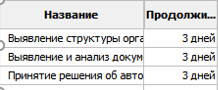 Название Продолжи...
Выявление структуры орга 3 дней
Выявление и анализ докум 3 дней
Принятие решения об авто 3 дней